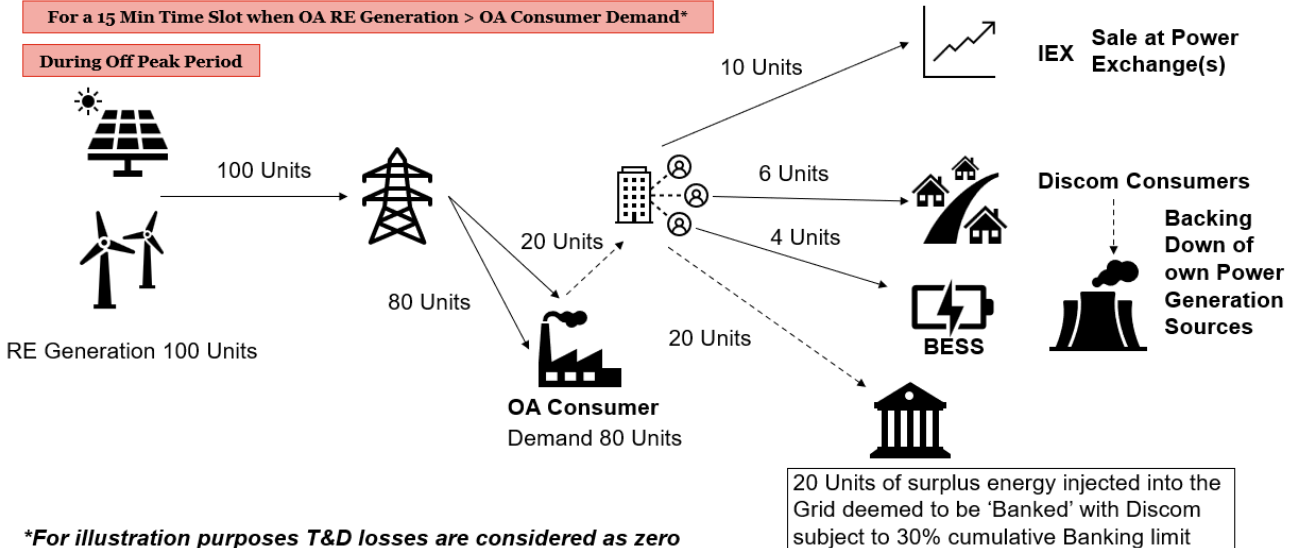 For a 15 Min Time Slot when OA RE Generation > OA Consumer Demand*
During Off Peak Period
10 Units
IEX
Sale at Power
Exchange(s)
100 Units
6 Units
Discom Consumers
20 Units
4 Units
Backing
Down of
own Power
Generation
Sources
80 Units
20 Units
BESS
RE Generation 100 Units
OA Consumer
Demand 80 Units
20 Units of surplus energy injected into the
Grid deemed to be ‘Banked’ with Discom
subject to 30% cumulative Banking limit
*For illustration purposes T&D losses are considered as zero